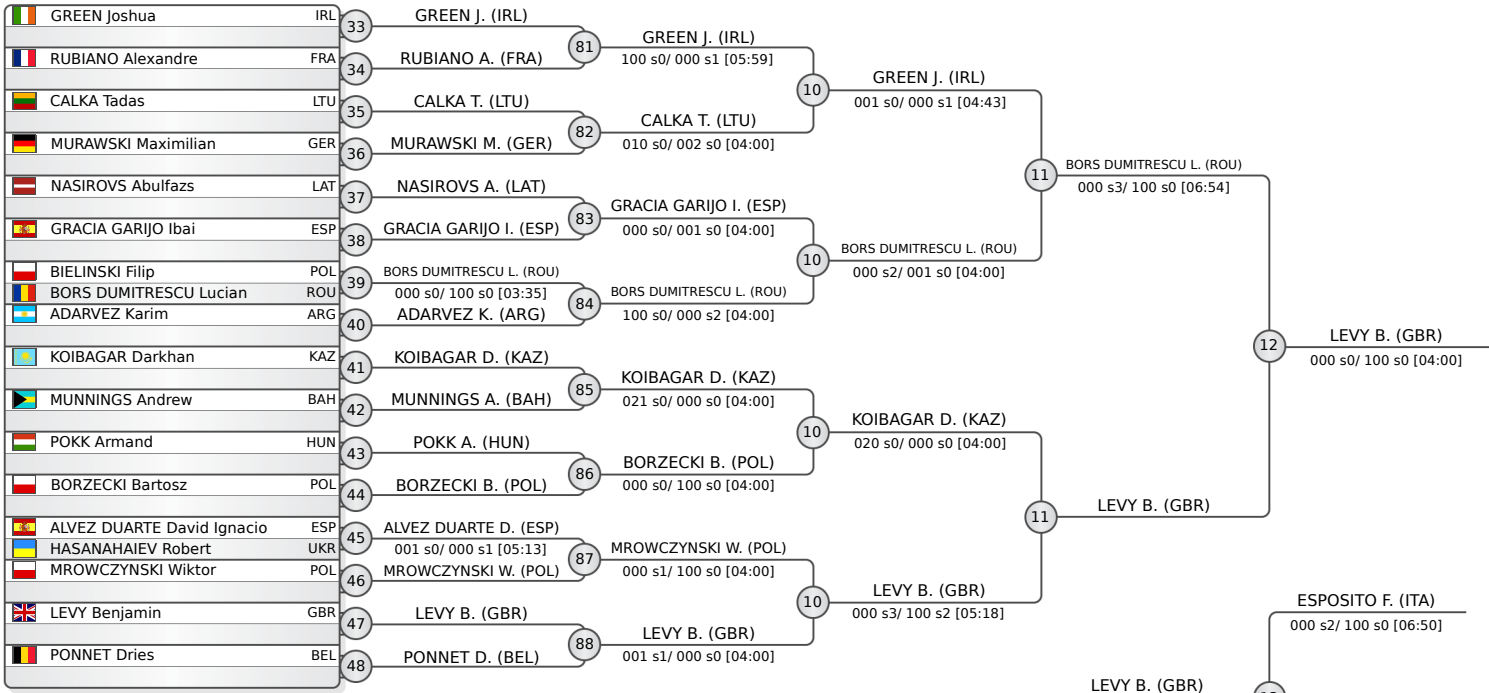 GREEN Joshua IRL
RUBIANO Alexandre FRA
CALKA Tadas LTU
MURAWSKI Maximilian GER
NASIROVS Abulfazs LAT
GRACIA GARIJO Ibai ESP
BIELINSKI Filip POL
BORS DUMITRESCU Lucian ROU
ADARVEZ Karim ARG
KOIBAGAR Darkhan KAZ
MUNNINGS Andrew BAH
POKK Armand HUN
BORZECKI Bartosz POL
ALVEZ DUARTE David Ignacio ESP
HASANAHAIEV Robert UKR
MROWCZYNSKI Wiktor POL
LEVY Benjamin GBR
PONNET Dries BEL
33
34
35
36
37
38
39
40
41
42
43
44
45
46
47
48
GREEN J. (IRL)
RUBIANO A. (FRA)
CALKA T. (LTU)
MURAWSKI M. (GER)
NASIROVS A. (LAT)
GRACIA GARIJO I. (ESP)
BORS DUMITRESCU L. (ROU)
000 s0/ 100 s0 [03:35]
ADARVEZ K. (ARG)
KOIBAGAR D. (KAZ)
MUNNINGS A. (BAH)
POKK A. (HUN)
BORZECKI B. (POL)
ALVEZ DUARTE D. (ESP)
001 s0/ 000 s1 [05:13]
MROWCZYNSKI W. (POL)
LEVY B. (GBR)
PONNET D. (BEL)
81
82
83
84
85
86
87
88
GREEN J. (IRL)
100 s0/ 000 s1 [05:59]
CALKA T. (LTU)
010 s0/ 002 s0 [04:00]
GRACIA GARIJO I. (ESP)
000 s0/ 001 s0 [04:00]
BORS DUMITRESCU L. (ROU)
100 s0/ 000 s2 [04:00]
KOIBAGAR D. (KAZ)
021 s0/ 000 s0 [04:00]
BORZECKI B. (POL)
000 s0/ 100 s0 [04:00]
MROWCZYNSKI W. (POL)
000 s1/ 100 s0 [04:00]
LEVY B. (GBR)
001 s1/ 000 s0 [04:00]
10
10
10
10
GREEN J. (IRL)
001 s0/ 000 s1 [04:43]
BORS DUMITRESCU L. (ROU)
000 s2/ 001 s0 [04:00]
KOIBAGAR D. (KAZ)
020 s0/ 000 s0 [04:00]
LEVY B. (GBR)
000 s3/ 100 s2 [05:18]
11
11
BORS DUMITRESCU L. (ROU)
000 s3/ 100 s0 [06:54]
LEVY B. (GBR)
12
LEVY B. (GBR)
000 s0/ 100 s0 [04:00]
ESPOSITO F. (ITA)
000 s2/ 100 s0 [06:50]
LEVY B. (GBR)